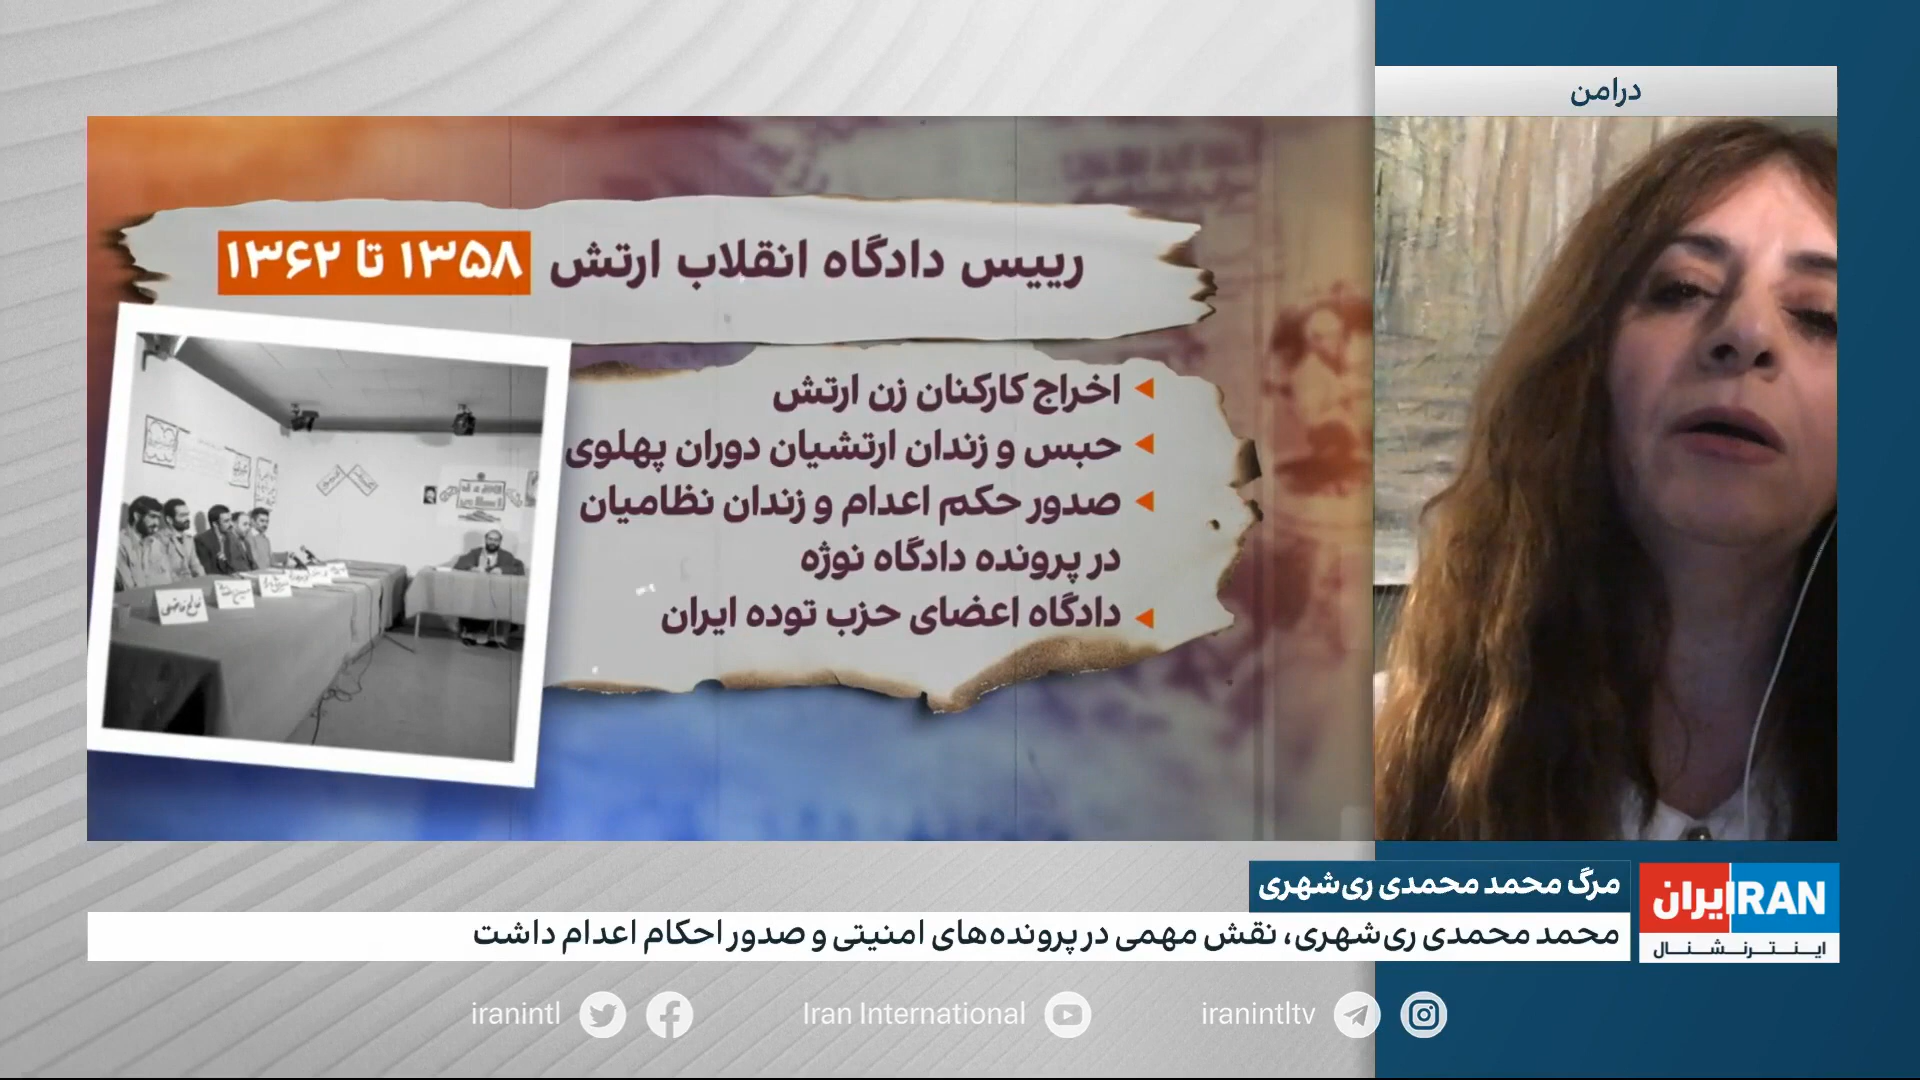 درامن
رییس دادگاه انقلاب ارتش ۱۳۵۸ تا ۱۳۶۲
اخراج کارکنان زن ارتش
حبس و زندان ارتشیان دوران پهلوی
صدور حکم اعدام و زندان نظامیان
در پرونده دادگاه نوژه
دادگاه اعضای حزب توده ایران
مرگ محمد محمدی ری‌شهری
محمد محمدی ری‌شهری، نقش مهمی در پرونده‌های امنیتی و صدور احکام اعدام داشت
ایران IRAN
اینترنشنال
iranintl
Iran International
iranintltv